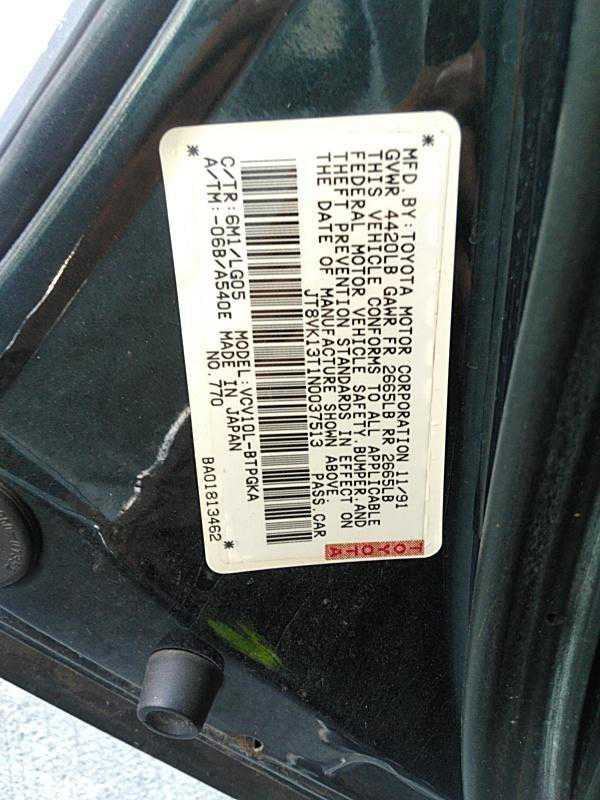 *
MFD. BY: TOYOTA MOTOR CORPORATION 11/91
GVWR 4420LB GAWR FR 2665LB RR 2665LB
THIS VEHICLE CONFORMS TO ALL APPLICABLE
FEDERAL MOTOR VEHICLE SAFETY, BUMPER, AND
THEFT PREVENTION STANDARDS IN EFFECT ON
THE DATE OF MANUFACTURE SHOWN ABOVE.
JT8VK13T1N0037513 PASS.CAR
TOYOTA
C/TR:6M1/LG05 MODEL:VCV10L-BTPGKA
A/TM:-06B/A540E MADE IN JAPAN
NO.770
BA01813462
*
*
*